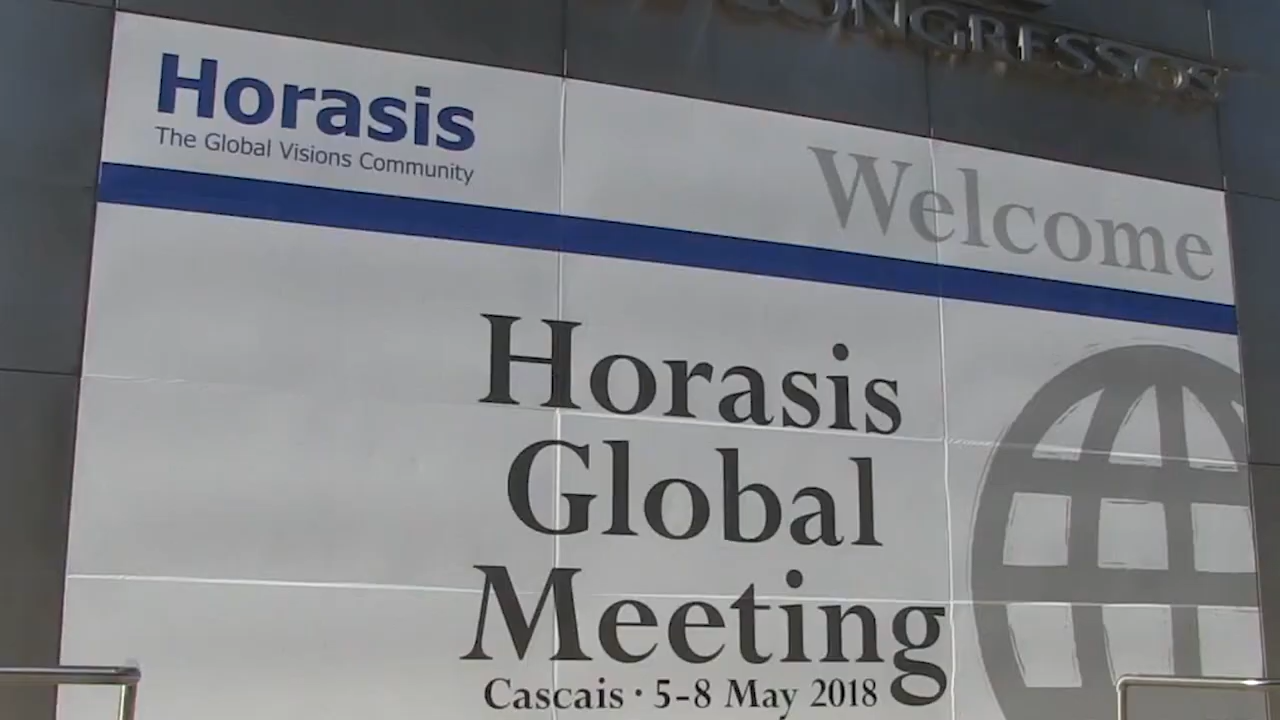 CONGRESSOS
Horasis
The Global Visions Community
Welcome
Horasis
Global
Meeting
Cascais · 5-8 May 2018